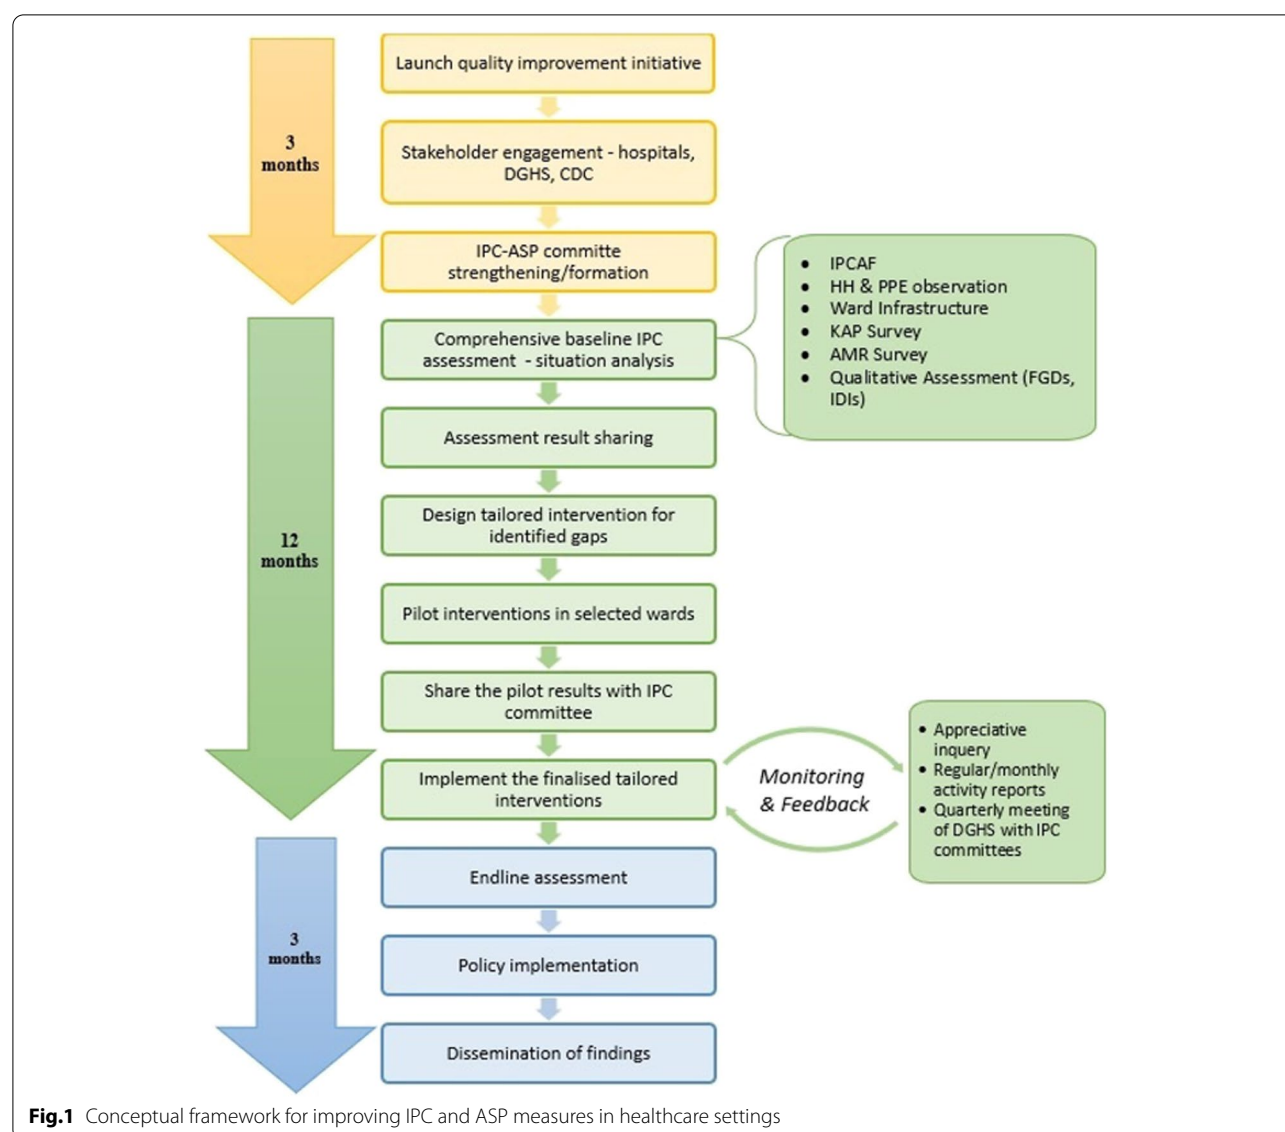 3
months
Launch quality improvement initiative
Stakeholder engagement - hospitals,
DGHS, CDC
IPC-ASP committe
strengthening/formation
12
months
Comprehensive baseline IPC
assessment - situation analysis
• IPCAF
• HH & PPE observation
• Ward Infrastructure
• KAP Survey
• AMR Survey
• Qualitative Assessment (FGDs,
IDIs)
Assessment result sharing
Design tailored intervention for
identified gaps
Pilot interventions in selected wards
Share the pilot results with IPC
committee
Implement the finalised tailored
interventions
Monitoring
& Feedback
• Appreciative
inquery
• Regular/monthly
activity reports
• Quarterly meeting
of DGHS with IPC
committees
3
months
Endline assessment
Policy implementation
Dissemination of findings
Fig.1 Conceptual framework for improving IPC and ASP measures in healthcare settings